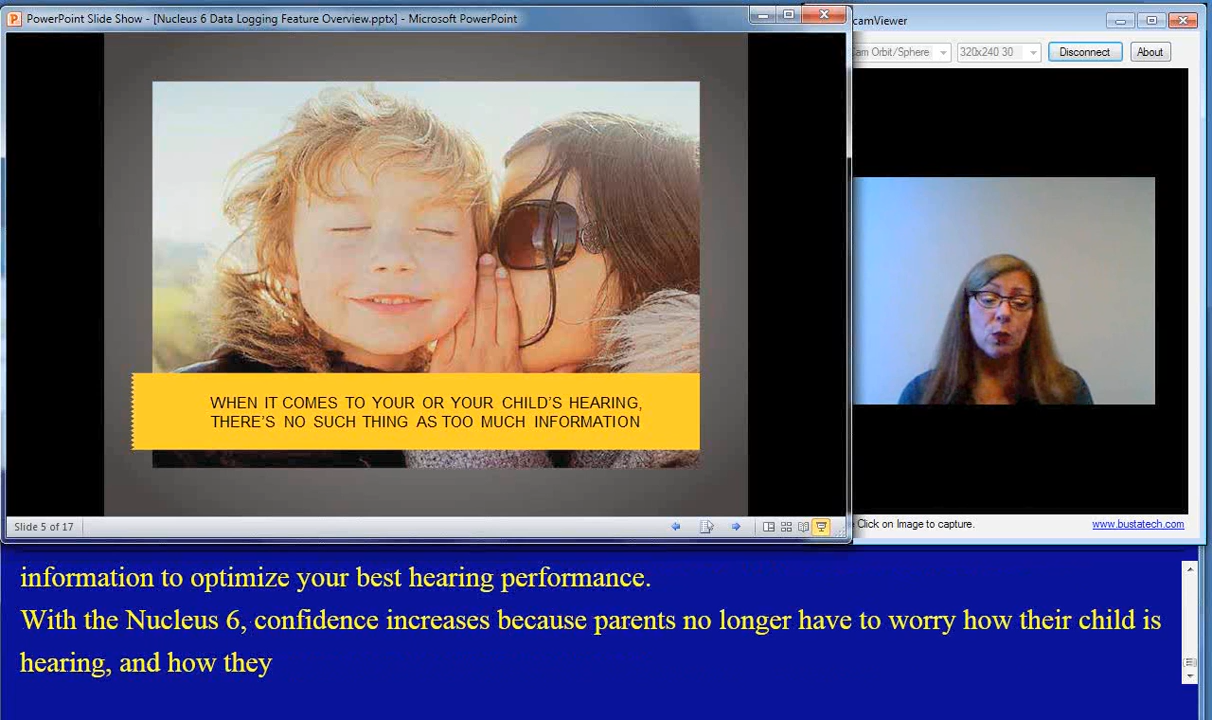 PowerPoint Slide Show - [Nucleus 6 Data Logging Feature Overview.pptx] - Microsoft PowerPoint
camViewer
Cam Orbit/Sphere
320x240 30
Disconnect
About
WHEN IT COMES TO YOUR OR YOUR CHILD'S HEARING,
THERE'S NO SUCH THING AS TOO MUCH INFORMATION
Slide 5 of 17
Click on Image to capture.
www.bustatech.com
information to optimize your best hearing performance.
With the Nucleus 6, confidence increases because parents no longer have to worry how their child is
hearing, and how they